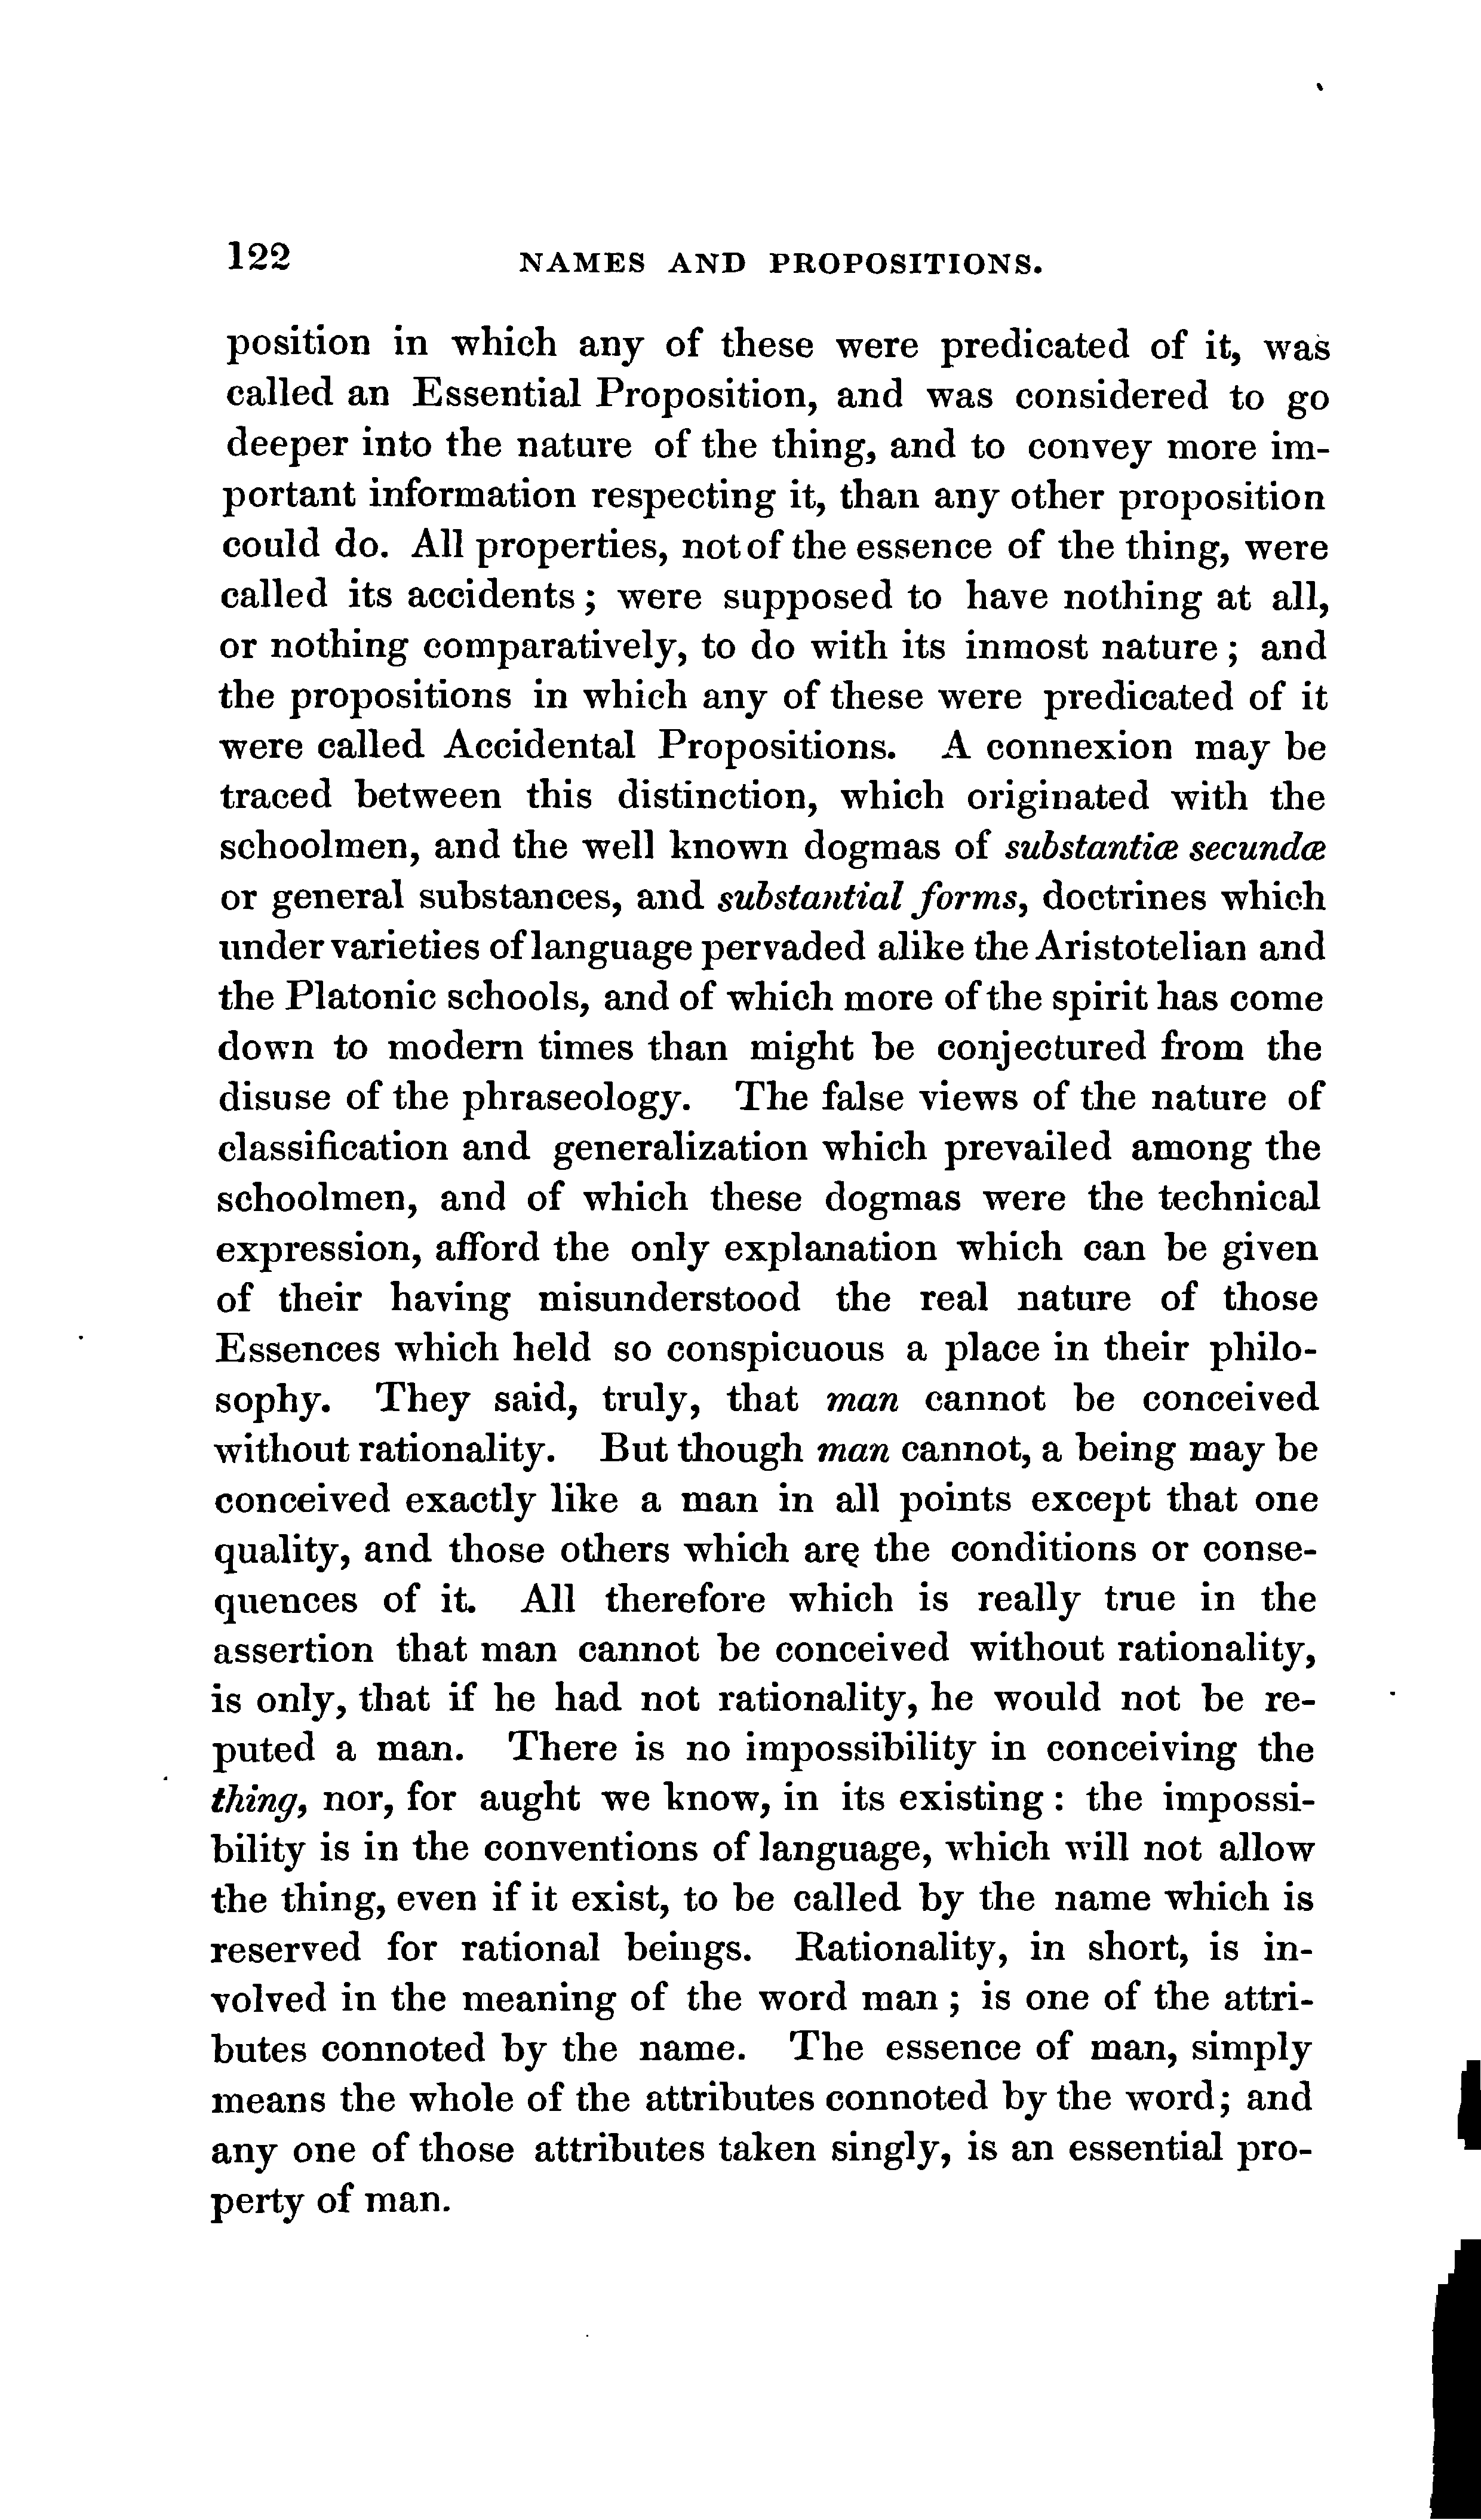 122 NAMES AND PROPOSITIONS.
position in which any of these were predicated of it, was
called an Essential Proposition, and was considered to go
deeper into the nature of the thing, and to convey more im-
portant information respecting it, than any other proposition
could do. All properties, not of the essence of the thing, were
called its accidents; were supposed to have nothing at all,
or nothing comparatively, to do with its inmost nature; and
the propositions in which any of these were predicated of it
were called Accidental Propositions. A connexion may be
traced between this distinction, which originated with the
schoolmen, and the well known dogmas of substantiæ secundæ
or general substances, and substantial forms, doctrines which
under varieties of language pervaded alike the Aristotelian and
the Platonic schools, and of which more of the spirit has come
down to modern times than might be conjectured from the
disuse of the phraseology. The false views of the nature of
classification and generalization which prevailed among the
schoolmen, and of which these dogmas were the technical
expression, afford the only explanation which can be given
of their having misunderstood the real nature of those
Essences which held so conspicuous a place in their philo-
sophy. They said, truly, that man cannot be conceived
without rationality. But though man cannot, a being may be
conceived exactly like a man in all points except that one
quality, and those others which are the conditions or conse-
quences of it. All therefore which is really true in the
assertion that man cannot be conceived without rationality,
is only, that if he had not rationality, he would not be re-
puted a man. There is no impossibility in conceiving the
thing, nor, for aught we know, in its existing: the impossi-
bility is in the conventions of language, which will not allow
the thing, even if it exist, to be called by the name which is
reserved for rational beings. Rationality, in short, is in-
volved in the meaning of the word man; is one of the attri-
butes connoted by the name. The essence of man, simply
means the whole of the attributes connoted by the word; and
any one of those attributes taken singly, is an essential pro-
perty of man.